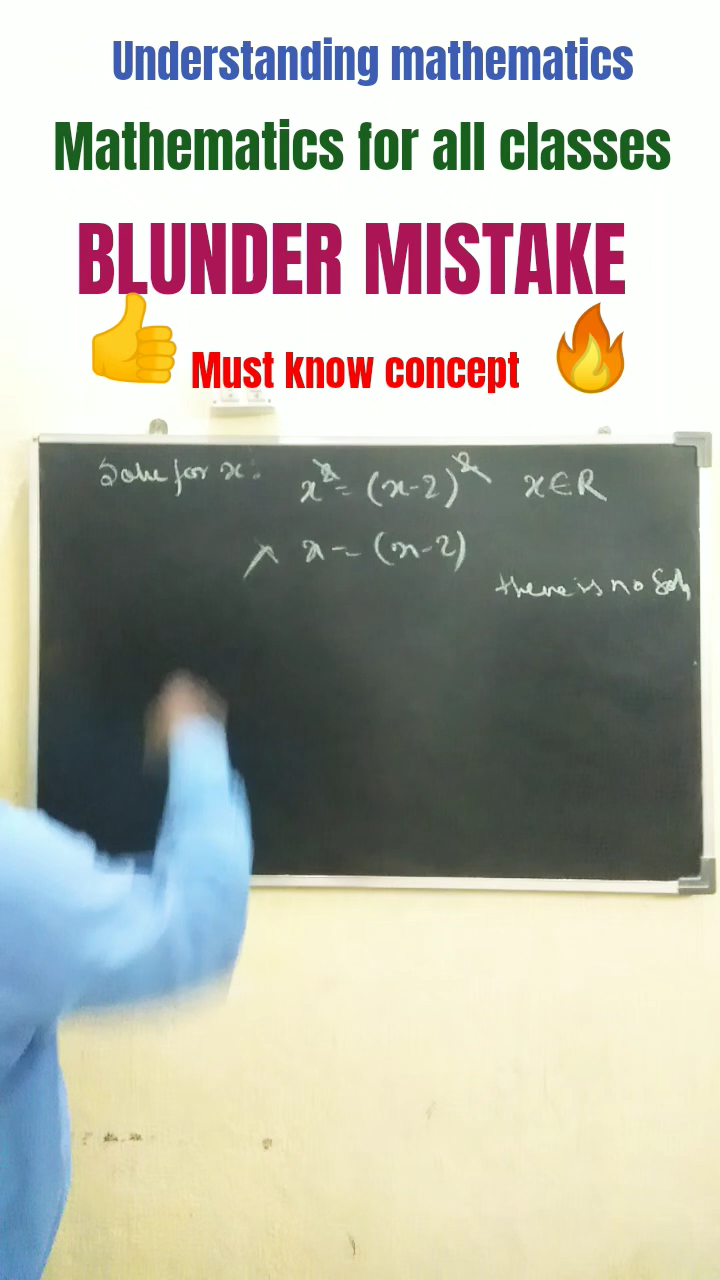 Understanding mathematics
Mathematics for all classes
BLUNDER MISTAKE
Must know concept
Solve for x: x² = (x-2)² x∈R
x = (x-2)
there is no Soln